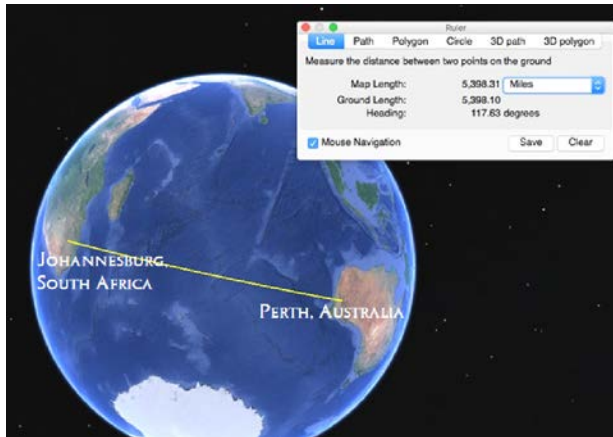 Ruler
Line Path Polygon Circle 3D path 3D polygon
Measure the distance between two points on the ground
Map Length: 5,398.31 Miles
Ground Length: 5,398.10
Heading: 117.63 degrees
Mouse Navigation Save Clear
Johannesburg,
South Africa
Perth, Australia